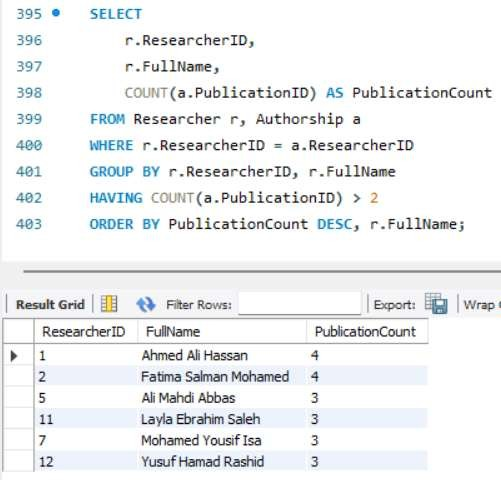 395 SELECT
396 r.ResearcherID,
397 r.FullName,
398 COUNT(a.PublicationID) AS PublicationCount
399 FROM Researcher r, Authorship a
400 WHERE r.ResearcherID = a.ResearcherID
401 GROUP BY r.ResearcherID, r.FullName
402 HAVING COUNT(a.PublicationID) > 2
403 ORDER BY PublicationCount DESC, r.FullName;
Result Grid Filter Rows: Export: Wrap
ResearcherID FullName PublicationCount
1 Ahmed Ali Hassan 4
2 Fatima Salman Mohamed 4
5 Ali Mahdi Abbas 3
11 Layla Ebrahim Saleh 3
7 Mohamed Yousif Isa 3
12 Yusuf Hamad Rashid 3